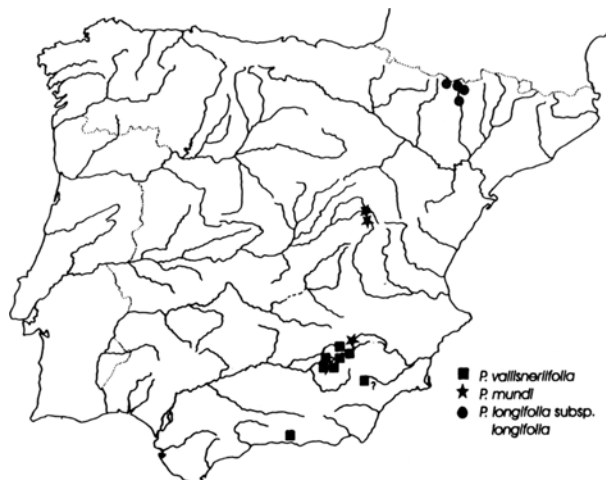 ?
P. vallisneriifolia
P. mundi
P. longifolia subsp.
longifolia